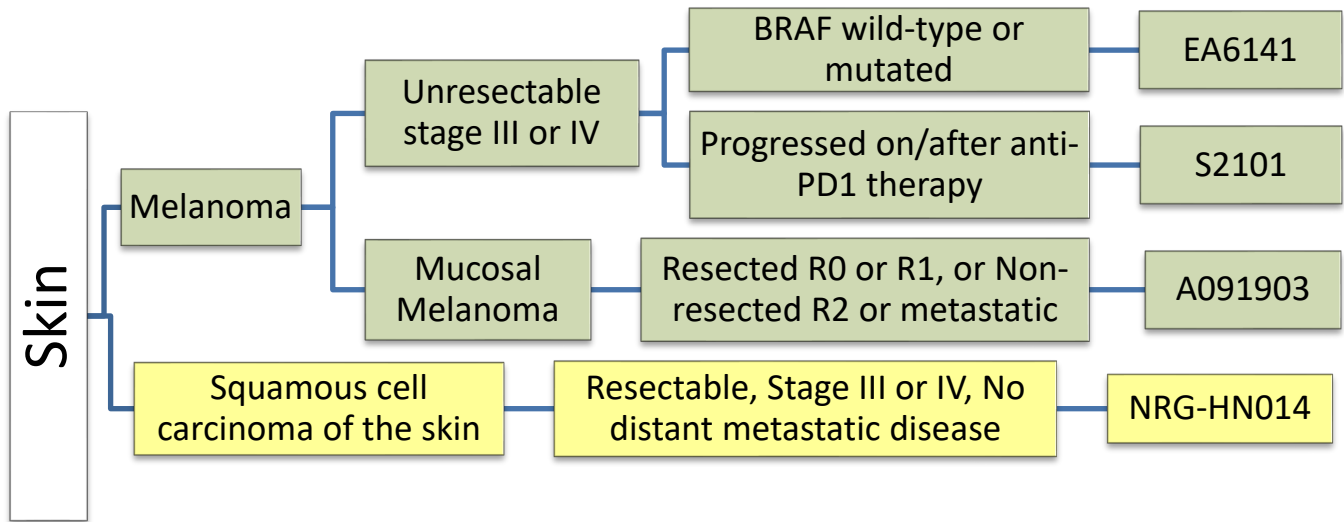 Skin
Melanoma
Unresectable
stage III or IV
BRAF wild-type or
mutated
EA6141
Progressed on/after anti-
PD1 therapy
S2101
Mucosal
Melanoma
Resected R0 or R1, or Non-
resected R2 or metastatic
A091903
Squamous cell
carcinoma of the skin
Resectable, Stage III or IV, No
distant metastatic disease
NRG-HN014